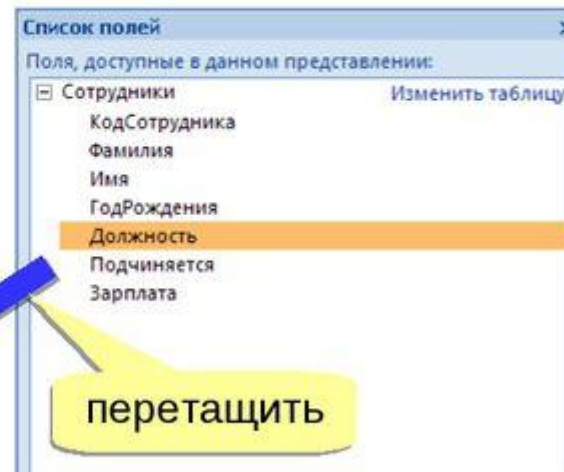 Список полей
Поля, доступные в данном представлении:
Сотрудники Изменить таблицу
КодСотрудника
Фамилия
Имя
ГодРождения
Должность
Подчиняется
Зарплата
перетащить